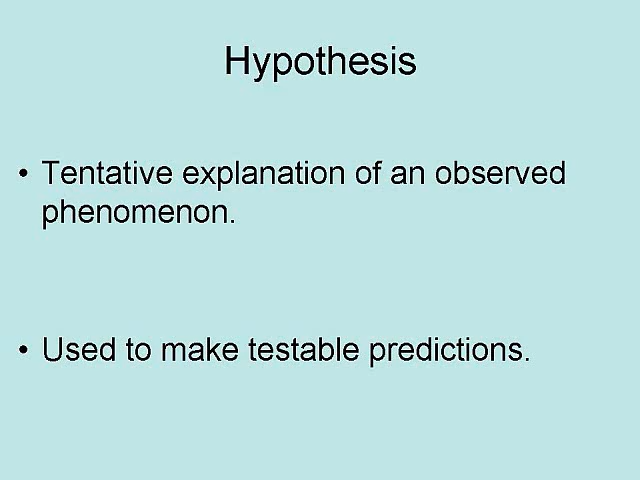 Hypothesis
• Tentative explanation of an observed
phenomenon.
• Used to make testable predictions.